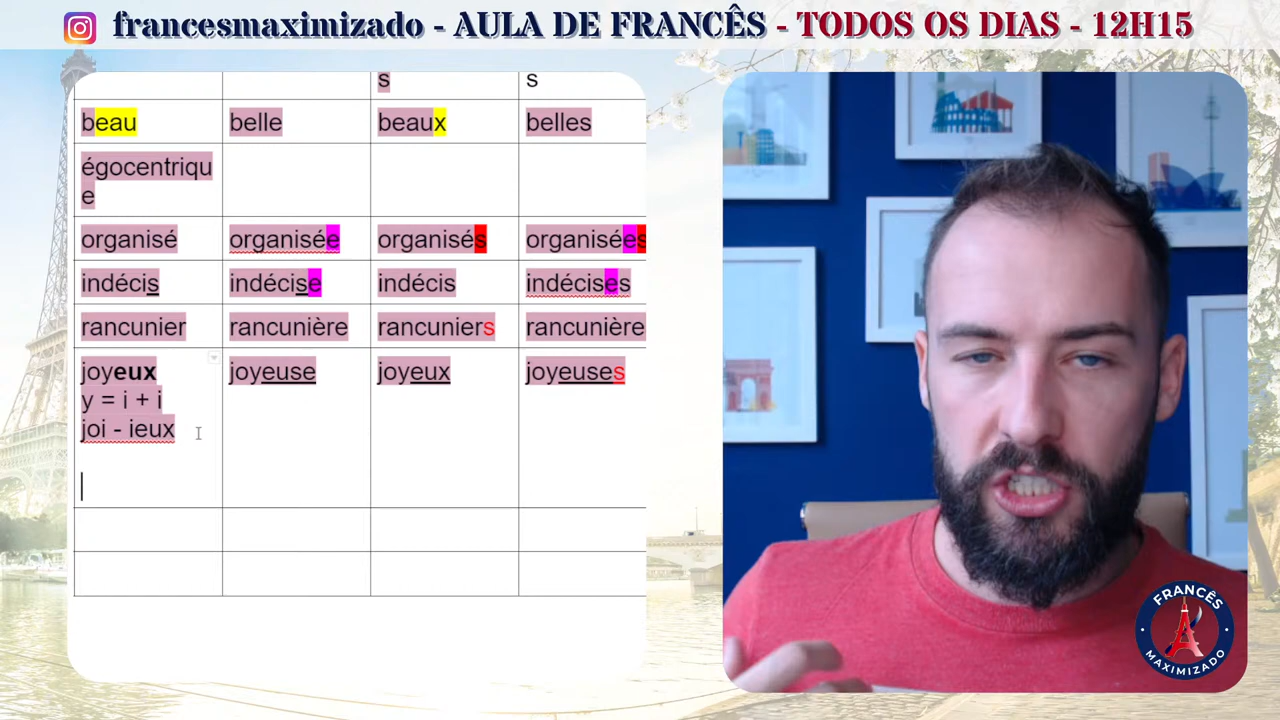 francesmaximizado - AULA DE FRANCÊS - TODOS OS DIAS - 12H15
s s
beau belle beaux belles
égocentriqu
e
organisé organisée organisés organisées
indécis indécise indécis indécises
rancunier rancunière rancuniers rancunière
joyeux joyeuse joyeux joyeuses
y = i + i
joi - ieux
FRANCÊS
MAXIMIZADO